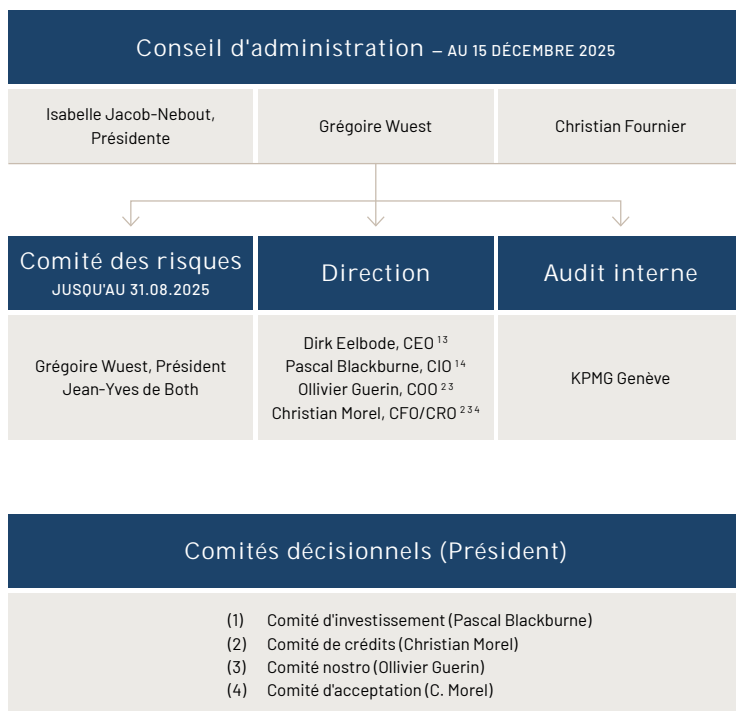 Conseil d'administration – AU 15 DÉCEMBRE 2025
Isabelle Jacob-Nebout,
Présidente
Grégoire Wuest
Christian Fournier
Comité des risques
JUSQU'AU 31.08.2025
Direction
Audit interne
Grégoire Wuest, Président
Jean-Yves de Both
Dirk Eelbode, CEO ¹ ³
Pascal Blackburne, CIO ¹ ⁴
Ollivier Guerin, COO ² ³
Christian Morel, CFO/CRO ² ³ ⁴
KPMG Genève
Comités décisionnels (Président)
(1) Comité d'investissement (Pascal Blackburne)
(2) Comité de crédits (Christian Morel)
(3) Comité nostro (Ollivier Guerin)
(4) Comité d'acceptation (C. Morel)